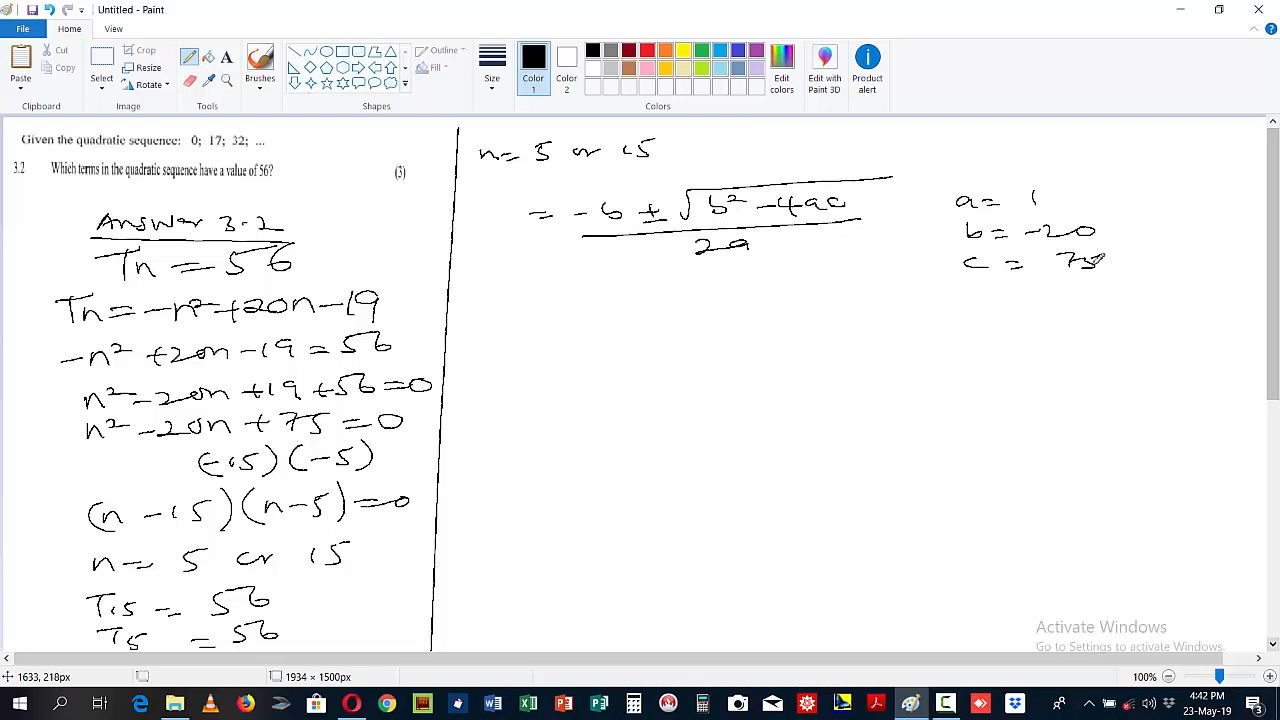 Untitled - Paint
File Home View
Paste Cut Copy Clipboard
Select Crop Resize Rotate Image
Tools
Brushes
Outline Fill Shapes
Size
Color 1 Color 2 Edit colors Colors
Edit with Paint 3D
Product alert
Given the quadratic sequence: 0; 17; 32; ...
3.2 Which terms in the quadratic sequence have a value of 56? (3)
Answer 3.2
Tn = 56
Tn = -n² + 20n - 19
-n² + 20n - 19 = 56
n² - 20n + 19 + 56 = 0
n² - 20n + 75 = 0
(-15)(-5)
(n - 15)(n - 5) = 0
n = 5 or 15
T15 = 56
T5 = 56
n = 5 or 15
= -b ± √b² - 4ac
2a
a = 1
b = -20
c = 75
Activate Windows
Go to Settings to activate Windows.
1633, 218px
1934 × 1500px
100%
4:42 PM
23-May-19